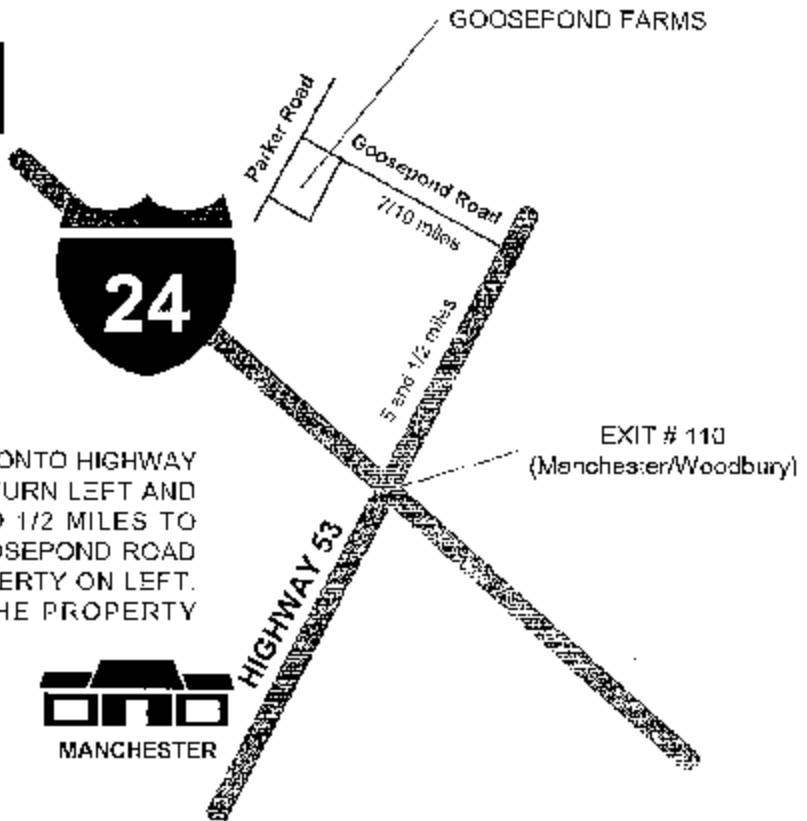 GOOSEPOND FARMS
Parker Road
Goosepond Road
7/10 miles
24
5 and 1/2 miles
EXIT # 110
(Manchester/Woodbury)
ONTO HIGHWAY
TURN LEFT AND
1/2 MILES TO
OSEPOND ROAD
ERTY ON LEFT.
HE PROPERTY
HIGHWAY 53
MANCHESTER